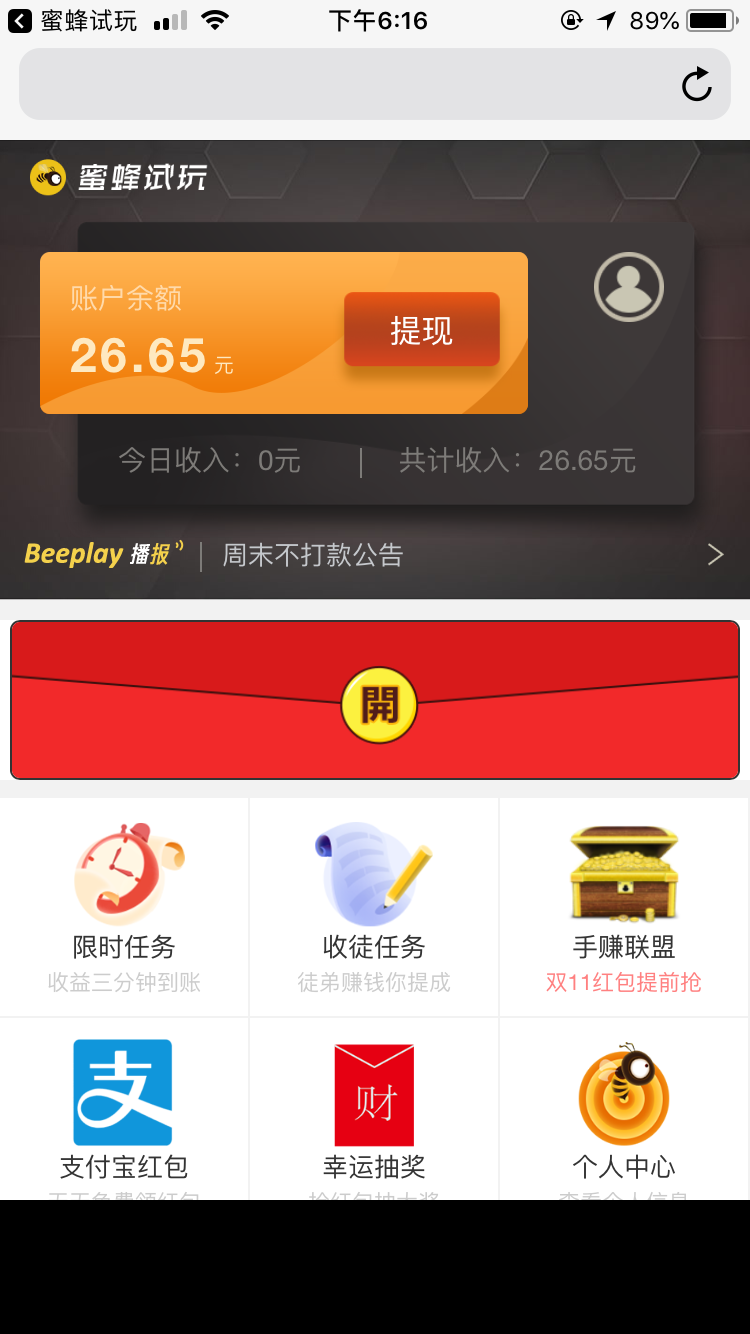 蜜蜂试玩
下午6:16
89%
蜜蜂试玩
账户余额
26.65 元
提现
今日收入：0元 | 共计收入：26.65元
Beeplay 播报 | 周末不打款公告
開
限时任务
收益三分钟到账
收徒任务
徒弟赚钱你提成
手赚联盟
双11红包提前抢
支
财
支付宝红包
幸运抽奖
个人中心